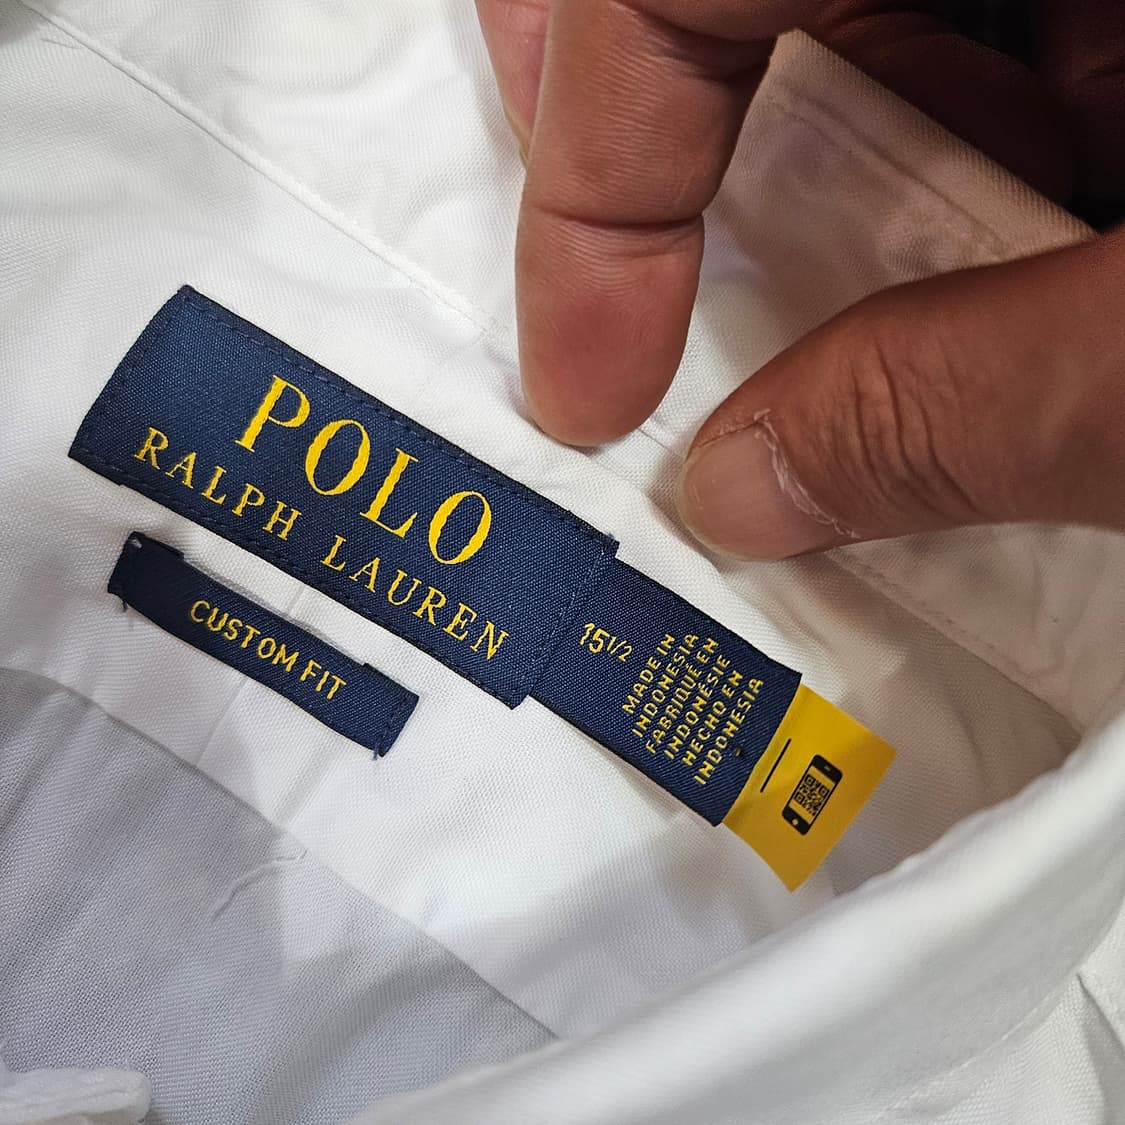 POLO
RALPH LAUREN
CUSTOM FIT
15 1/2
MADE IN
INDONESIA
FABRIQUÉ EN
INDONÉSIE
HECHO EN
INDONESIA